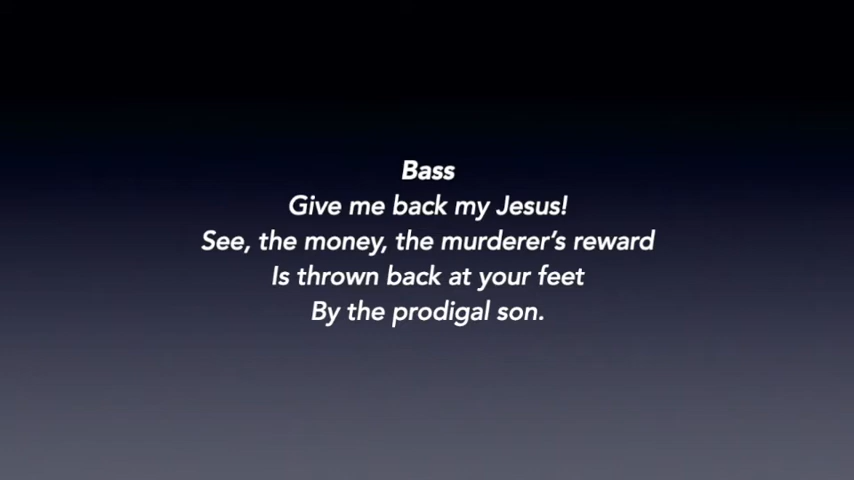 Bass
Give me back my Jesus!
See, the money, the murderer’s reward
Is thrown back at your feet
By the prodigal son.